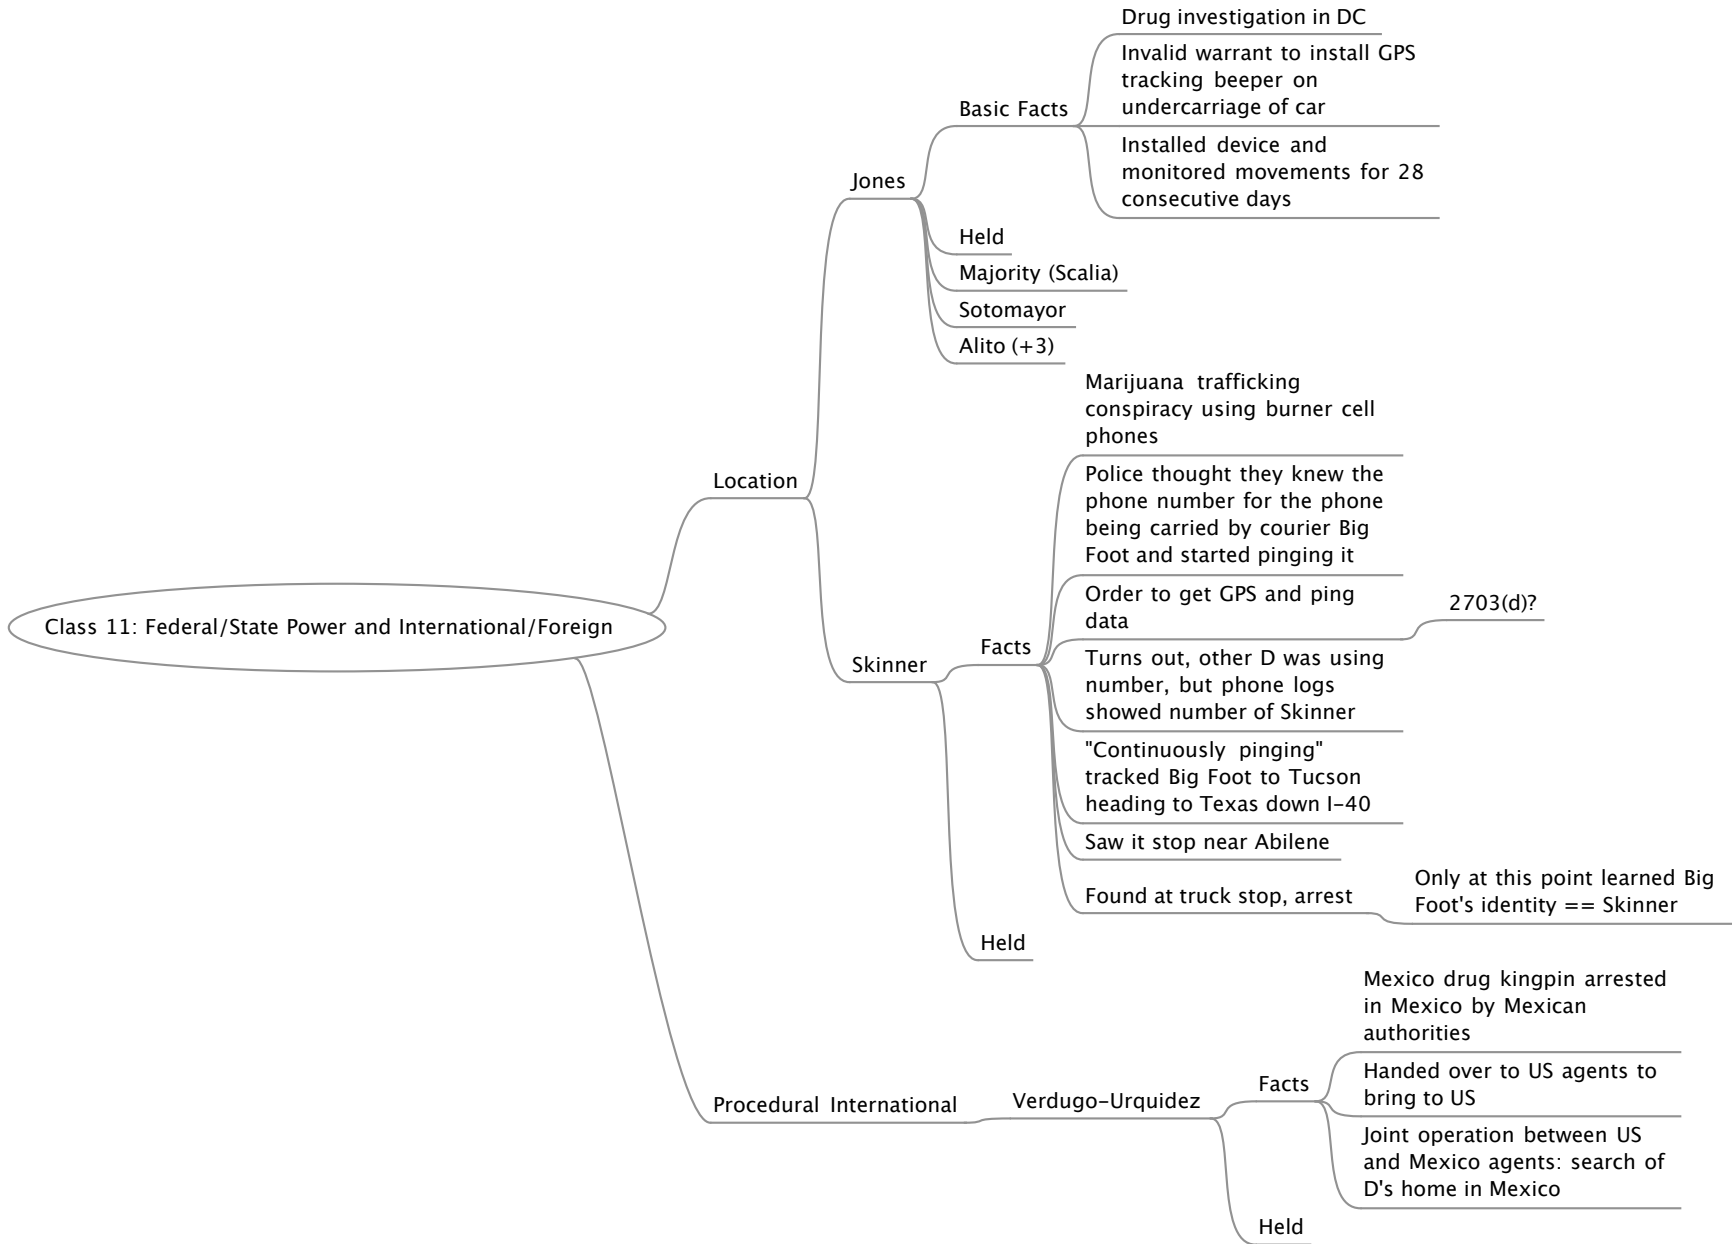 Class 11: Federal/State Power and International/Foreign
Location
Jones
Basic Facts
Drug investigation in DC
Invalid warrant to install GPS
tracking beeper on
undercarriage of car
Installed device and
monitored movements for 28
consecutive days
Held
Majority (Scalia)
Sotomayor
Alito (+3)
Skinner
Facts
Marijuana trafficking
conspiracy using burner cell
phones
Police thought they knew the
phone number for the phone
being carried by courier Big
Foot and started pinging it
Order to get GPS and ping
data
2703(d)?
Turns out, other D was using
number, but phone logs
showed number of Skinner
"Continuously pinging"
tracked Big Foot to Tucson
heading to Texas down I-40
Saw it stop near Abilene
Found at truck stop, arrest
Only at this point learned Big
Foot's identity == Skinner
Held
Procedural International
Verdugo-Urquidez
Facts
Mexico drug kingpin arrested
in Mexico by Mexican
authorities
Handed over to US agents to
bring to US
Joint operation between US
and Mexico agents: search of
D's home in Mexico
Held